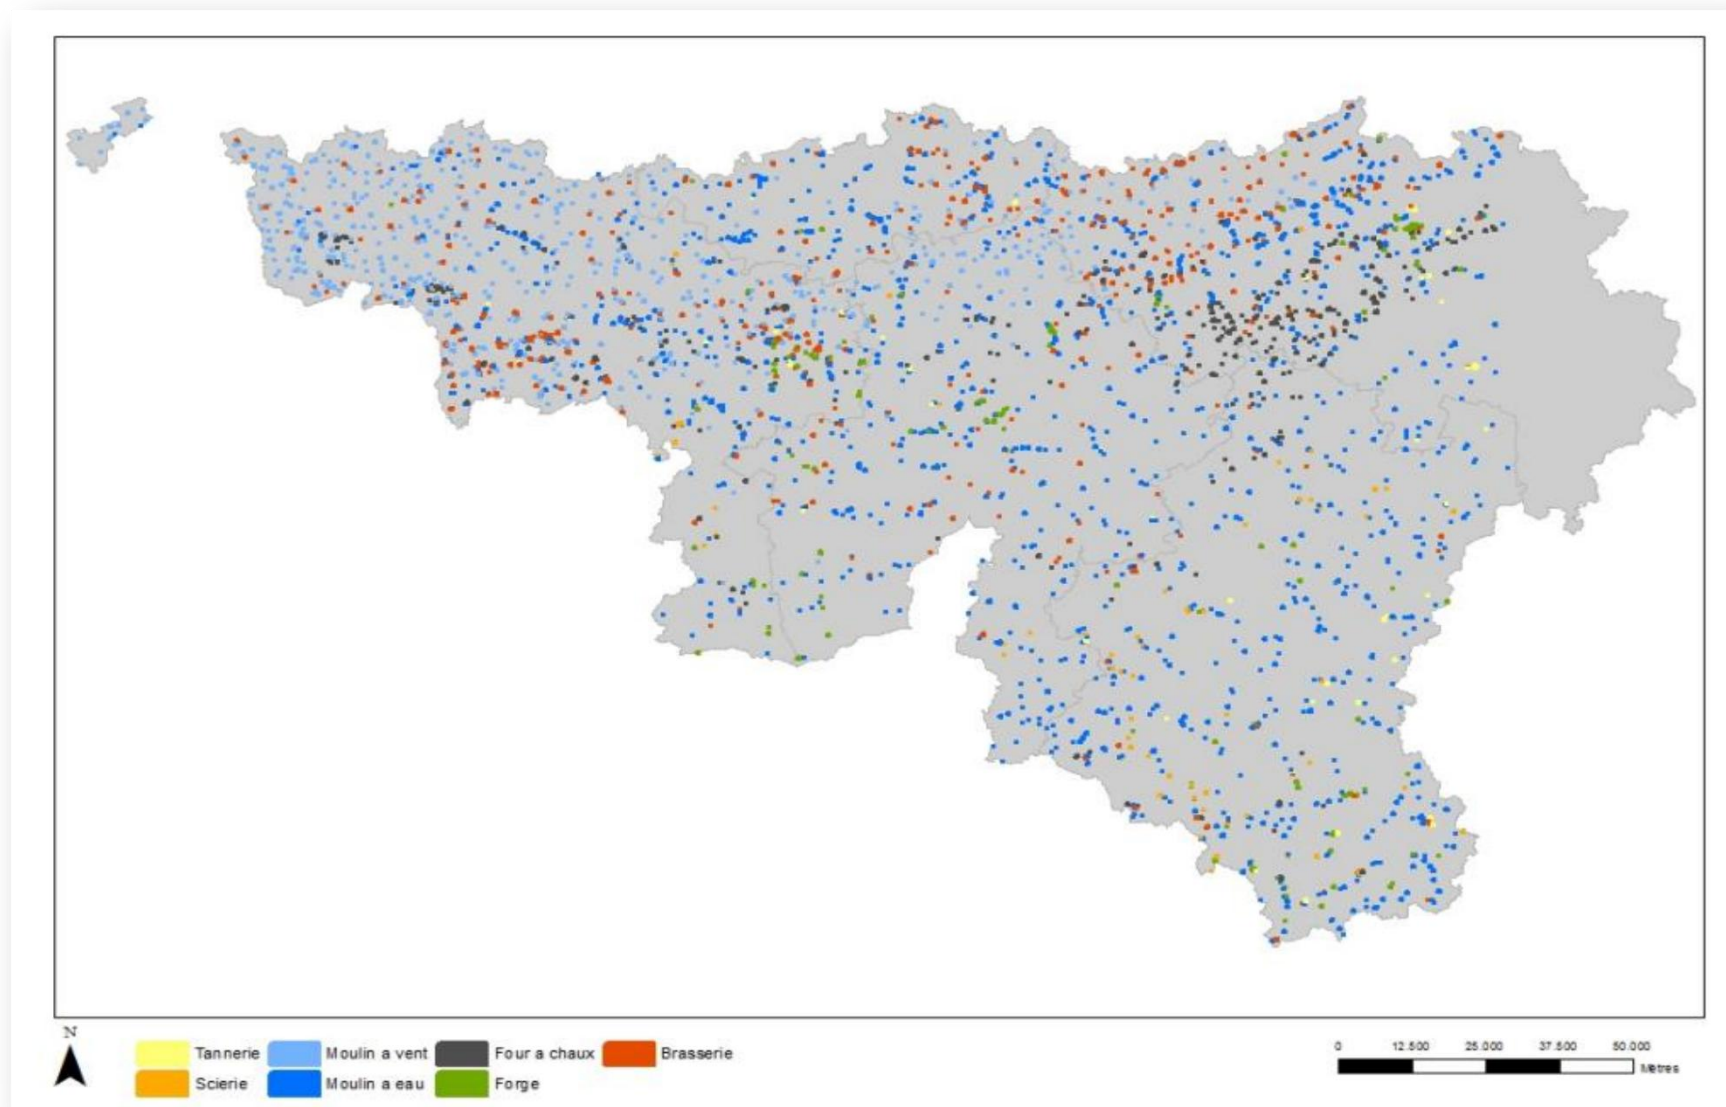 N
Tannerie Moulin a vent Four a chaux Brasserie
Scierie Moulin a eau Forge
0 12.500 25.000 37.500 50.000
Mètres